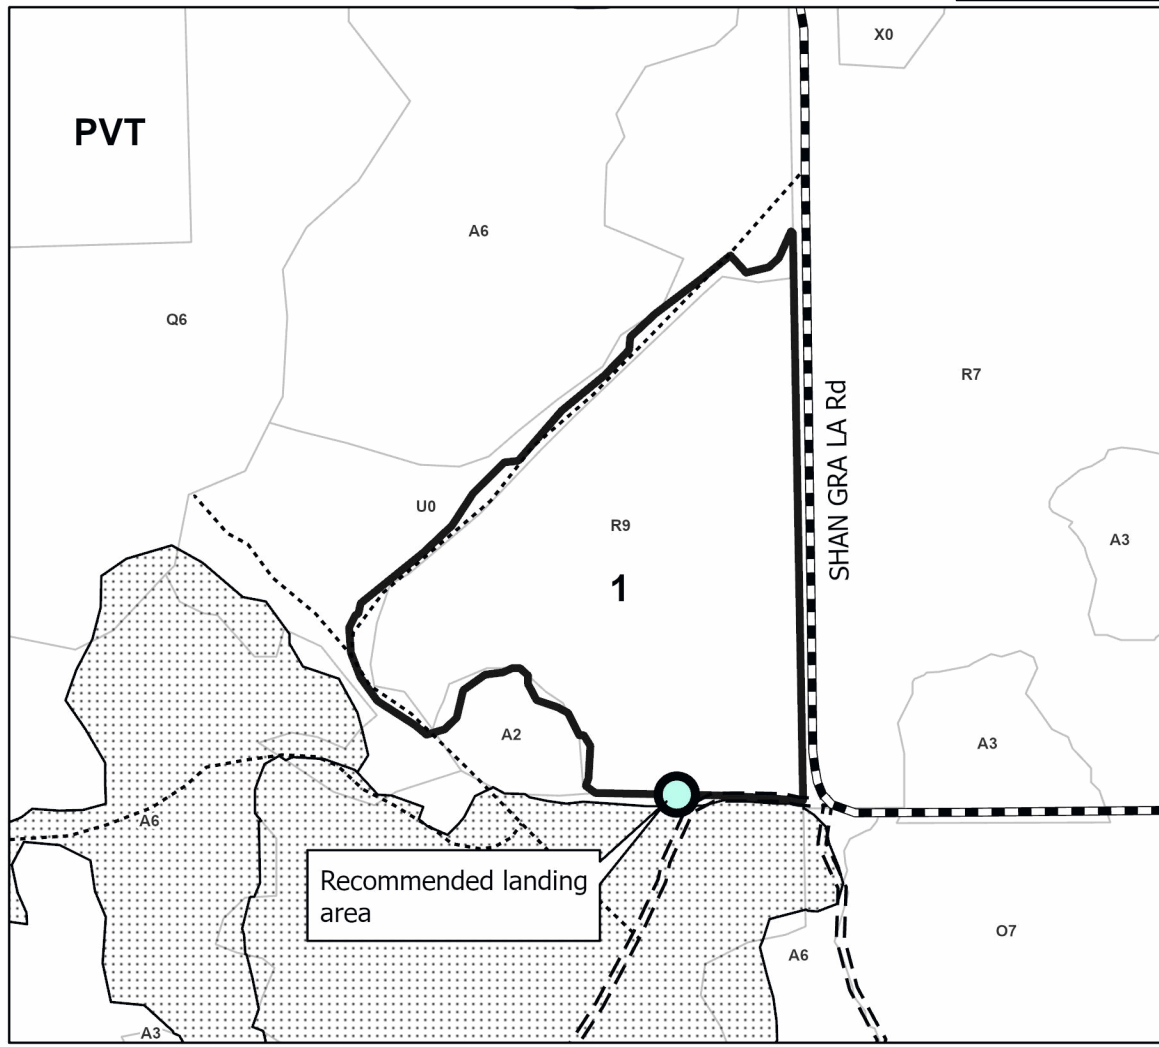 X0
PVT
A6
Q6
R7
SHAN GRA LA Rd
U0
R9
A3
1
A2
A3
A6
Recommended landing
area
O7
A6
A3